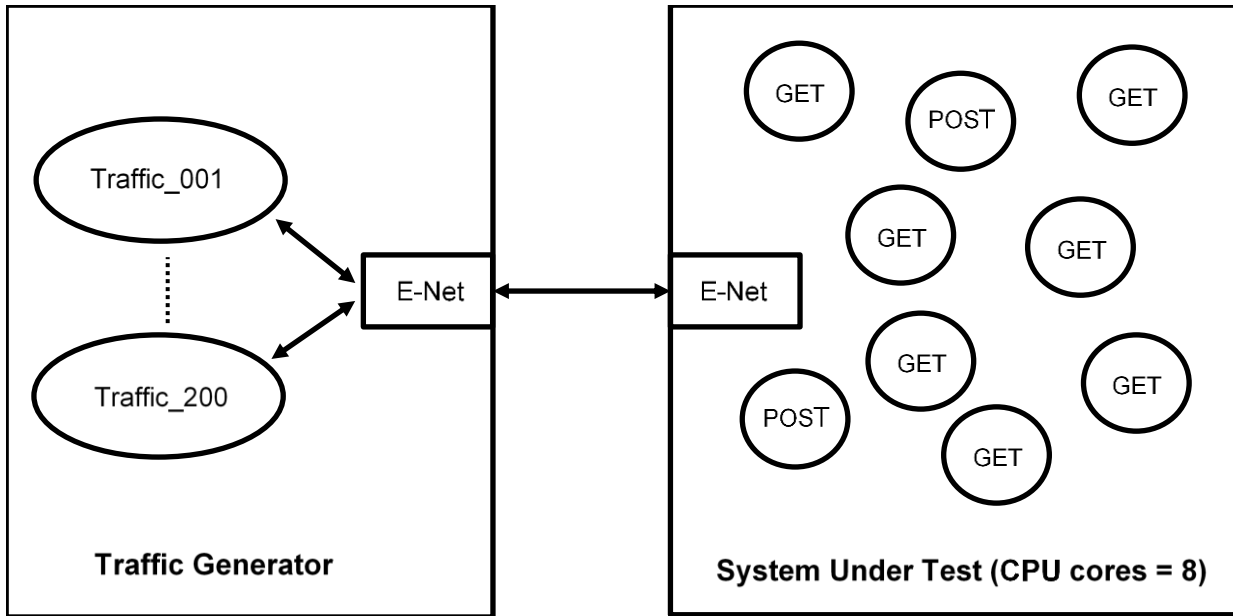 Traffic_001
Traffic_200
E-Net
Traffic Generator
E-Net
GET
POST
GET
GET
GET
GET
GET
POST
GET
System Under Test (CPU cores = 8)